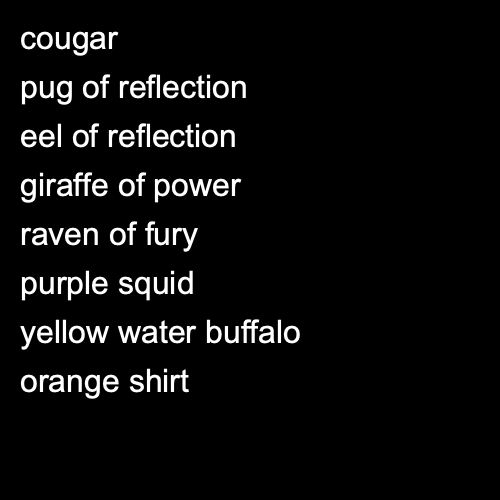 cougar
pug of reflection
eel of reflection
giraffe of power
raven of fury
purple squid
yellow water buffalo
orange shirt